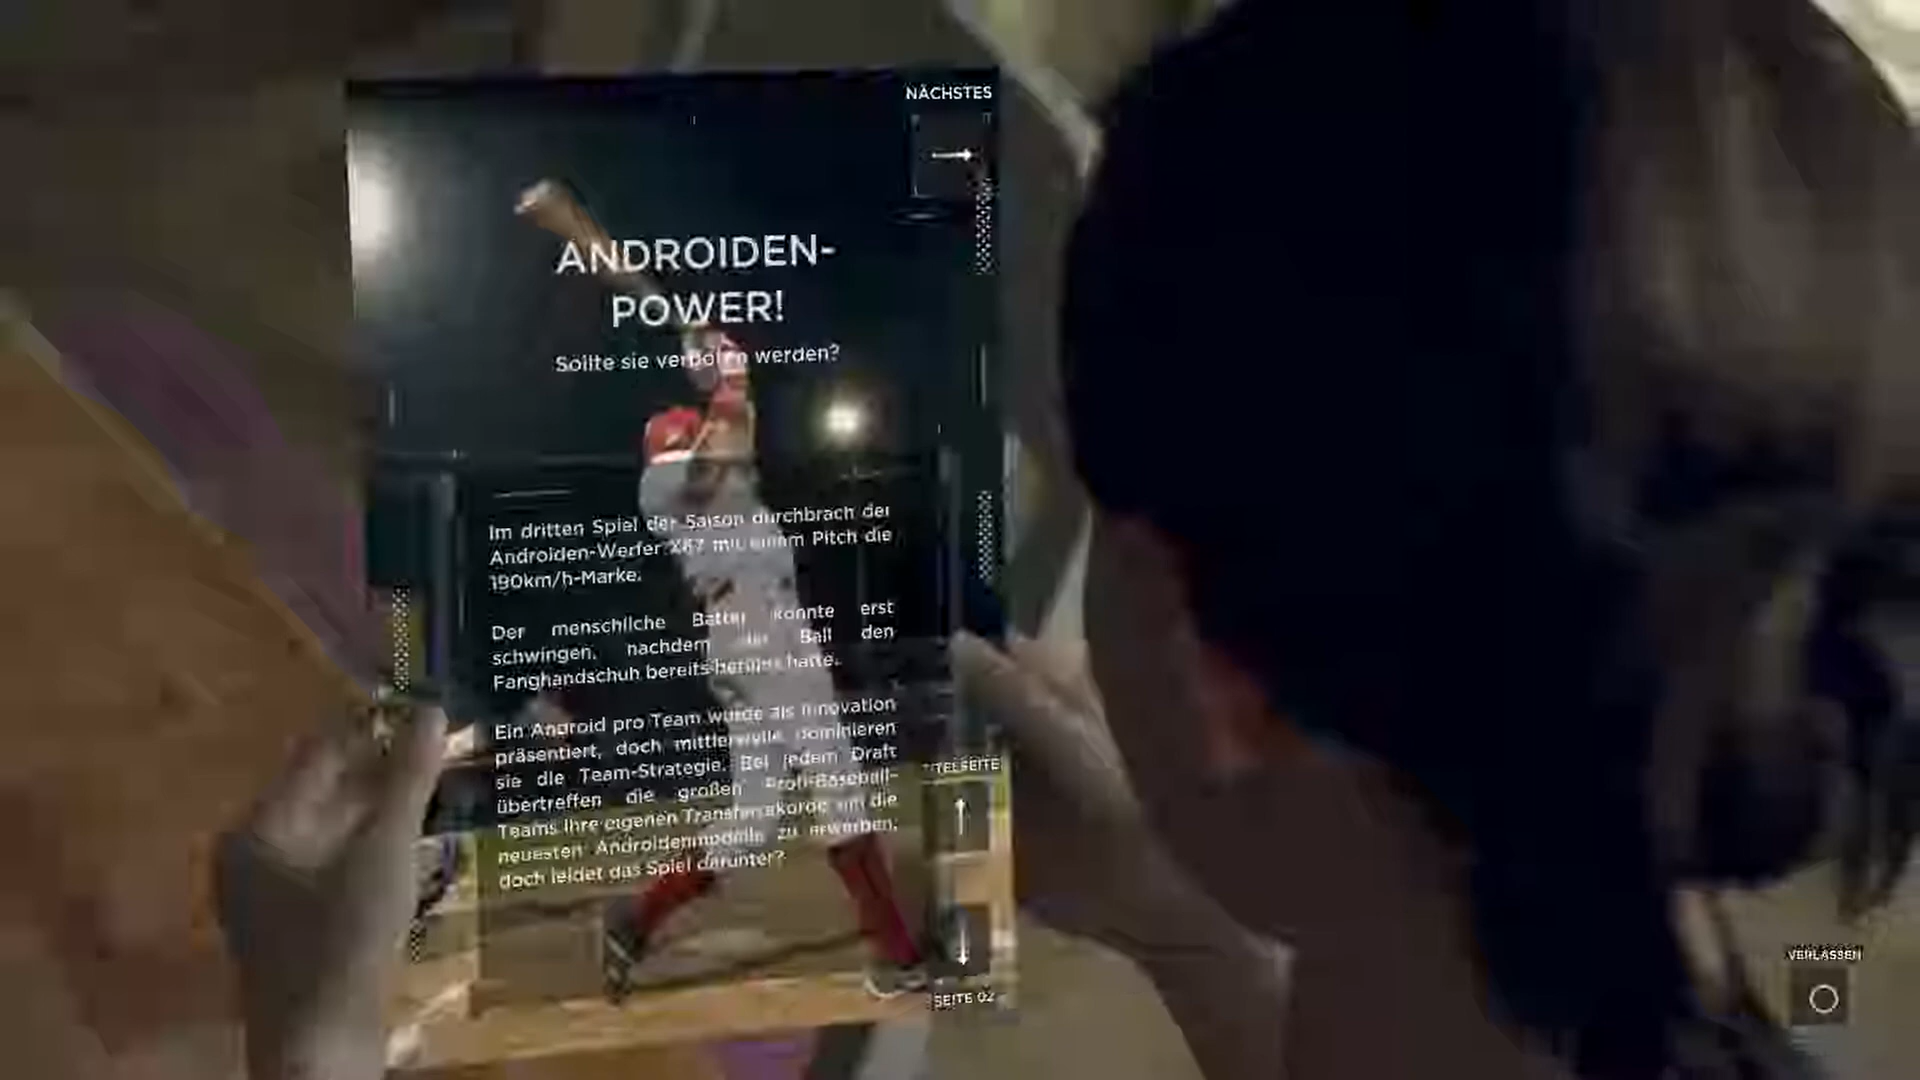 NÄCHSTES
ANDROIDEN-
POWER!
Sollte sie verboten werden?
Im dritten Spiel der Saison durchbrach der
Androiden-Werfer X87 mit einem Pitch die
190km/h-Marke.
Der menschliche Batter konnte erst
schwingen, nachdem der Ball den
Fanghandschuh bereits berührt hatte.
Ein Android pro Team wurde als Innovation
präsentiert, doch mittlerweile dominieren
sie die Team-Strategie. Bei jedem Draft
übertreffen die großen Profi-Baseball-
Teams ihre eigenen Transferrekorde um die
neuesten Androidenmodelle zu erwerben,
doch leidet das Spiel darunter?
TITELSEITE
SEITE 02
VERLASSEN